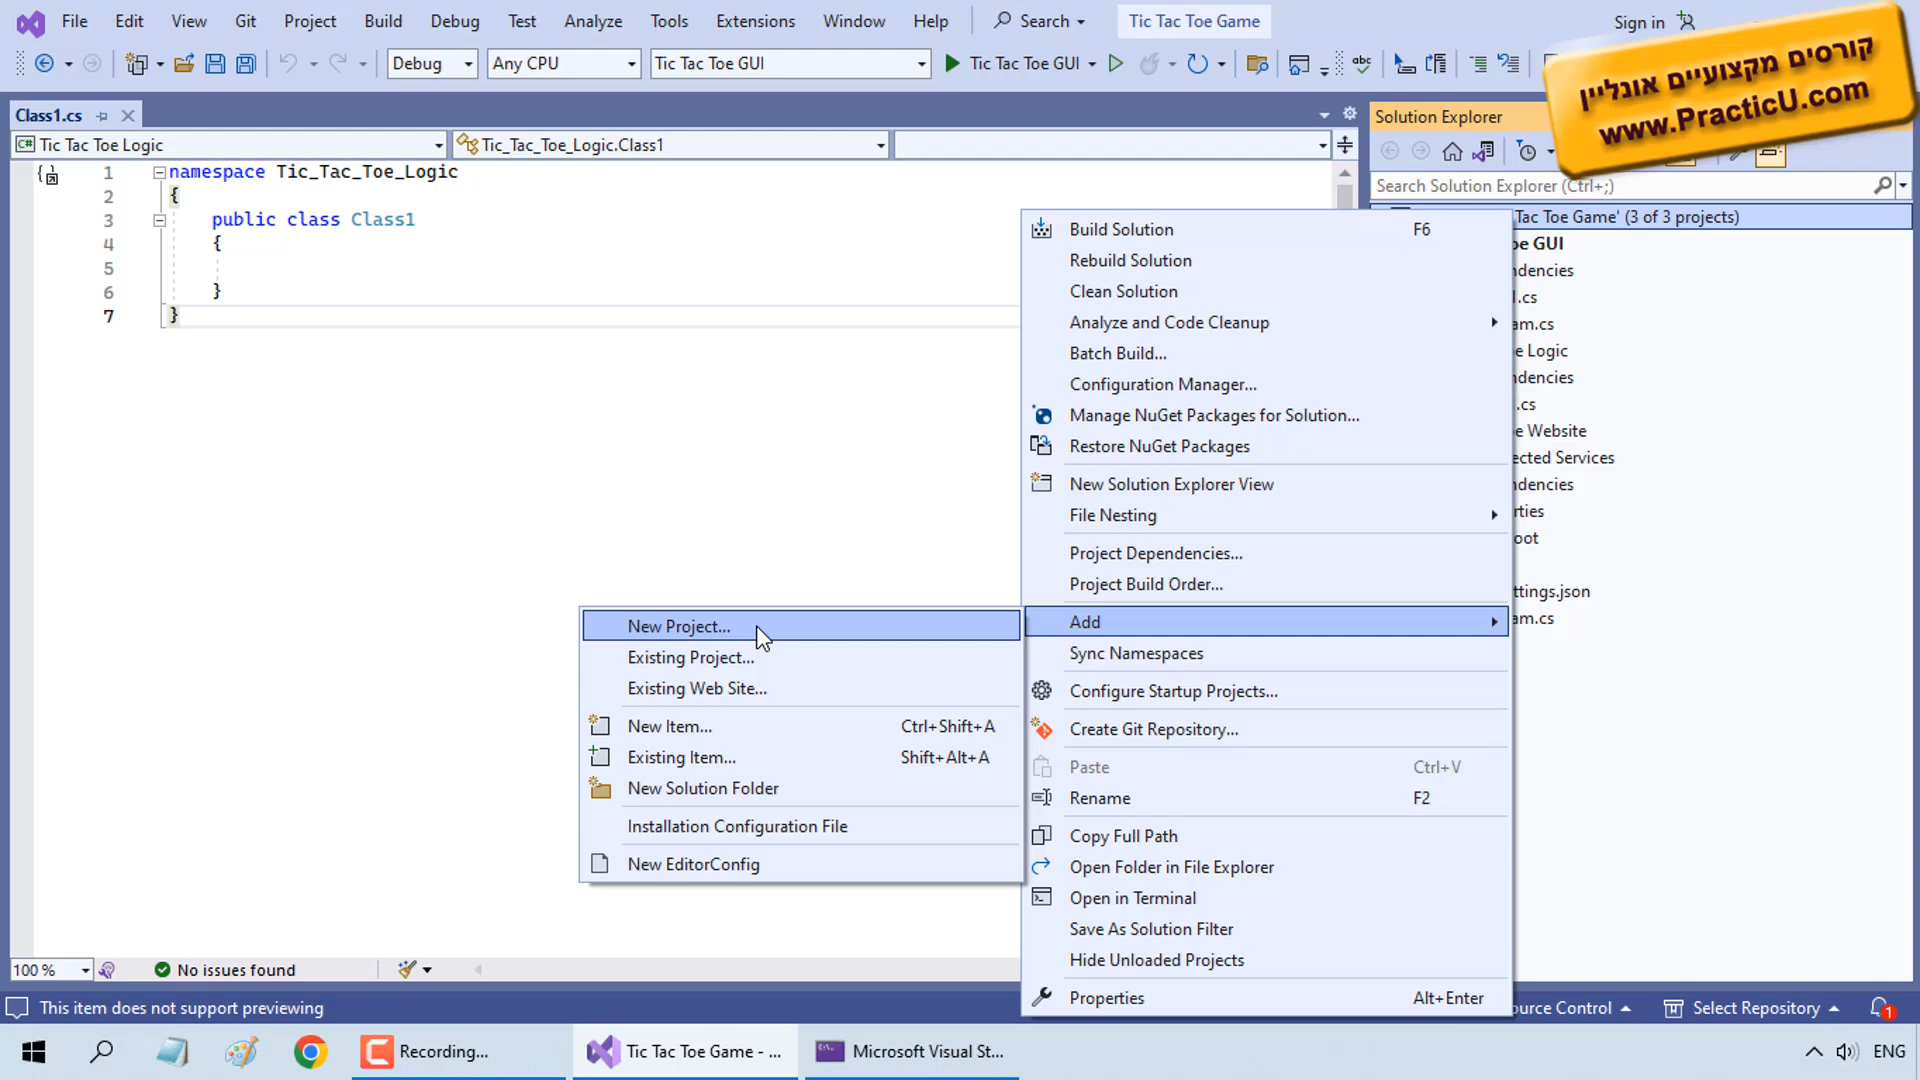 File Edit View Git Project Build Debug Test Analyze Tools Extensions Window Help Search Tic Tac Toe Game Sign in
Debug Any CPU Tic Tac Toe GUI Tic Tac Toe GUI
קורסים מקצועיים אונליין
www.PracticU.com
Class1.cs
Solution Explorer
C# Tic Tac Toe Logic Tic_Tac_Toe_Logic.Class1
Search Solution Explorer (Ctrl+;)
1 namespace Tic_Tac_Toe_Logic
2 {
3 public class Class1
4 {
5
6 }
7 }
Tac Toe Game' (3 of 3 projects)
oe GUI
ndencies
1.cs
am.cs
e Logic
ndencies
.cs
e Website
ected Services
ndencies
rties
oot
ttings.json
am.cs
Build Solution F6
Rebuild Solution
Clean Solution
Analyze and Code Cleanup
Batch Build...
Configuration Manager...
Manage NuGet Packages for Solution...
Restore NuGet Packages
New Solution Explorer View
File Nesting
Project Dependencies...
Project Build Order...
Add
Sync Namespaces
Configure Startup Projects...
Create Git Repository...
Paste Ctrl+V
Rename F2
Copy Full Path
Open Folder in File Explorer
Open in Terminal
Save As Solution Filter
Hide Unloaded Projects
Properties Alt+Enter
New Project...
Existing Project...
Existing Web Site...
New Item... Ctrl+Shift+A
Existing Item... Shift+Alt+A
New Solution Folder
Installation Configuration File
New EditorConfig
100 % No issues found
This item does not support previewing
ource Control Select Repository 1
Recording... Tic Tac Toe Game - ... Microsoft Visual St... ENG